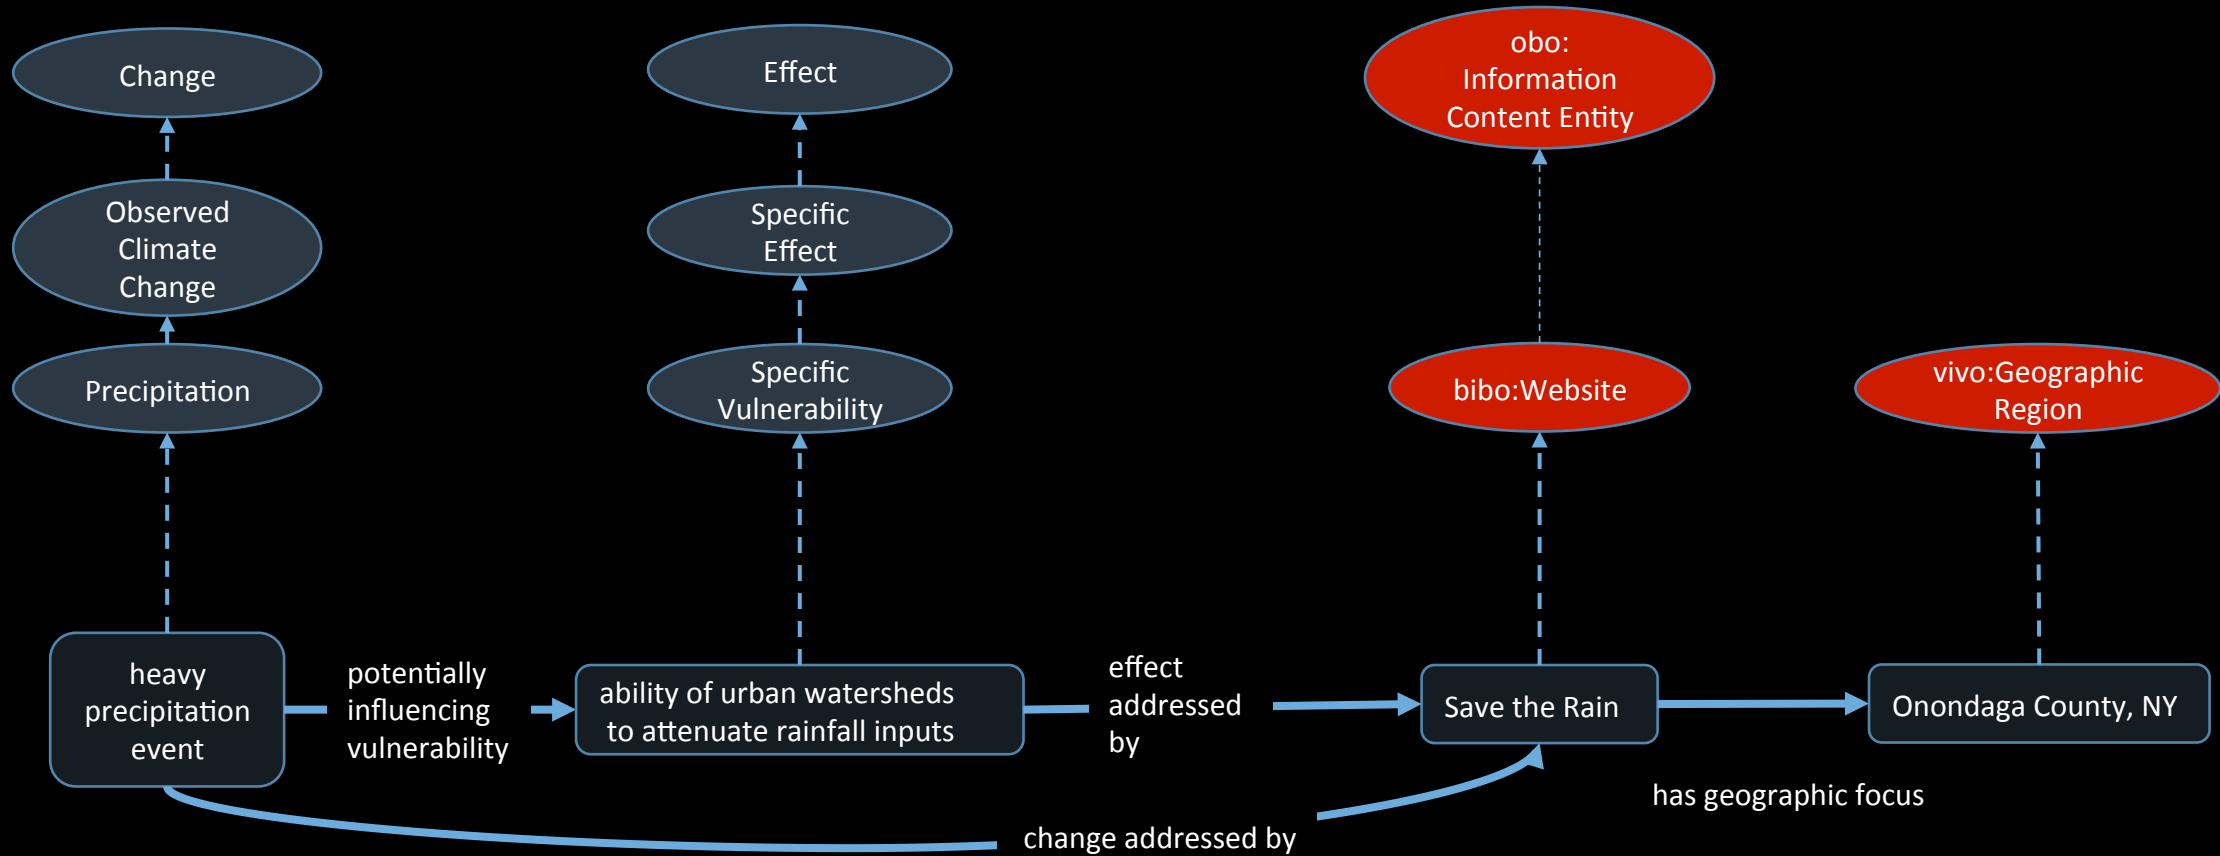 Change
Effect
obo:
Information
Content Entity
Observed
Climate
Change
Specific
Effect
Precipitation
Specific
Vulnerability
bibo:Website
vivo:Geographic
Region
heavy
precipitation
event
potentially
influencing
vulnerability
ability of urban watersheds
to attenuate rainfall inputs
effect
addressed
by
Save the Rain
Onondaga County, NY
has geographic focus
change addressed by